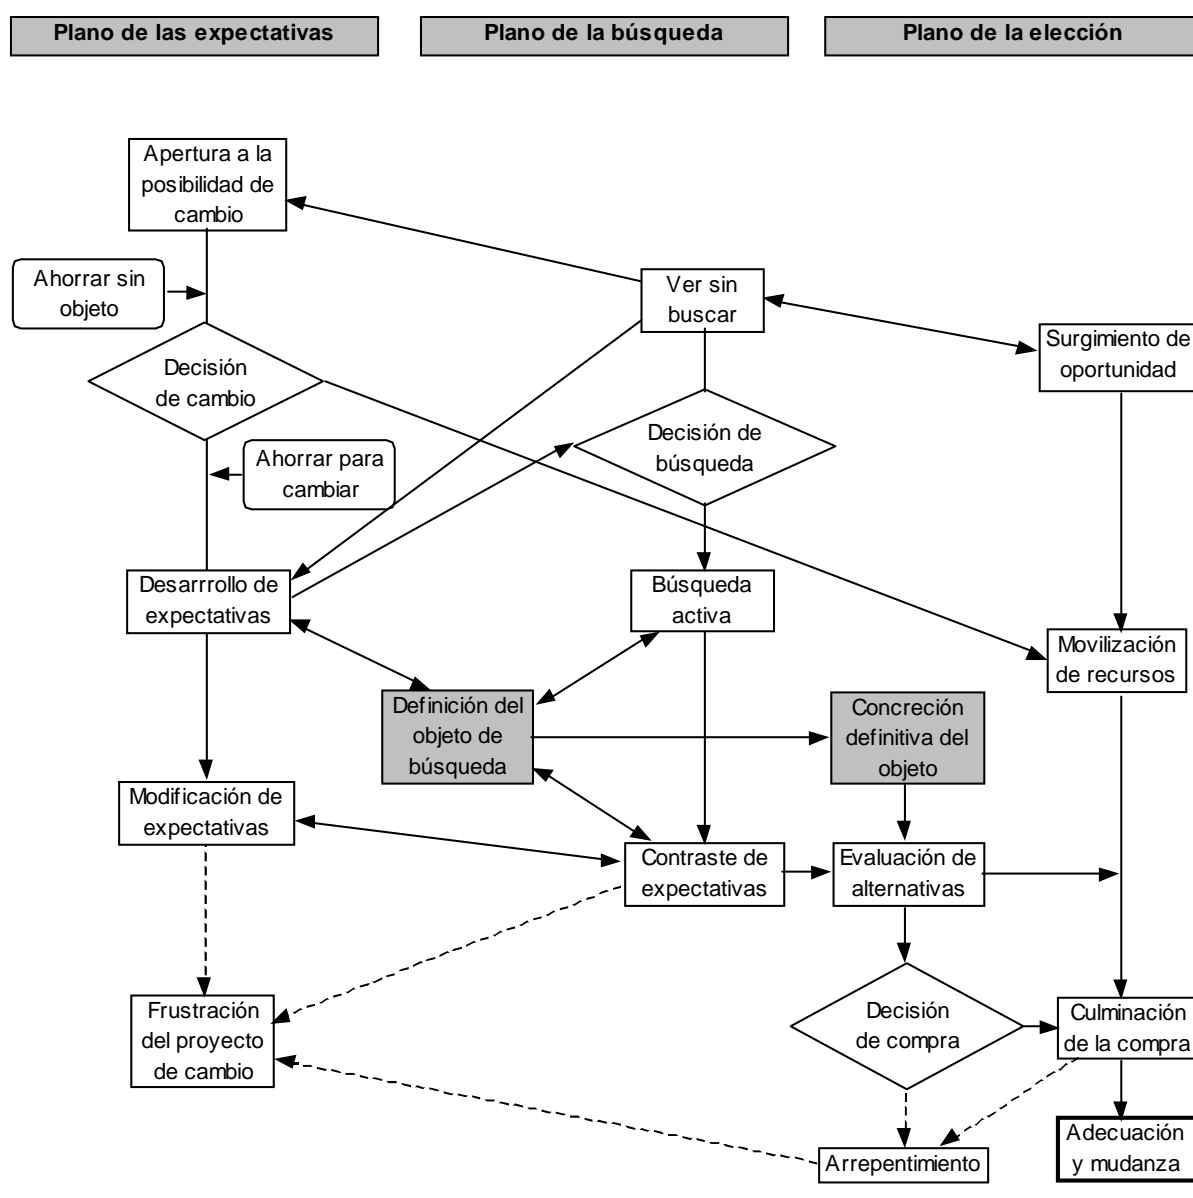 Plano de las expectativas
Plano de la búsqueda
Plano de la elección
Apertura a la
posibilidad de
cambio
Ahorrar sin
objeto
Ver sin
buscar
Surgimiento de
oportunidad
Decisión
de cambio
Decisión de
búsqueda
Ahorrar para
cambiar
Desarrrollo de
expectativas
Búsqueda
activa
Movilización
de recursos
Definición del
objeto de
búsqueda
Concreción
definitiva del
objeto
Modificación de
expectativas
Contraste de
expectativas
Evaluación de
alternativas
Frustración
del proyecto
de cambio
Decisión
de compra
Culminación
de la compra
Arrepentimiento
Adecuación
y mudanza